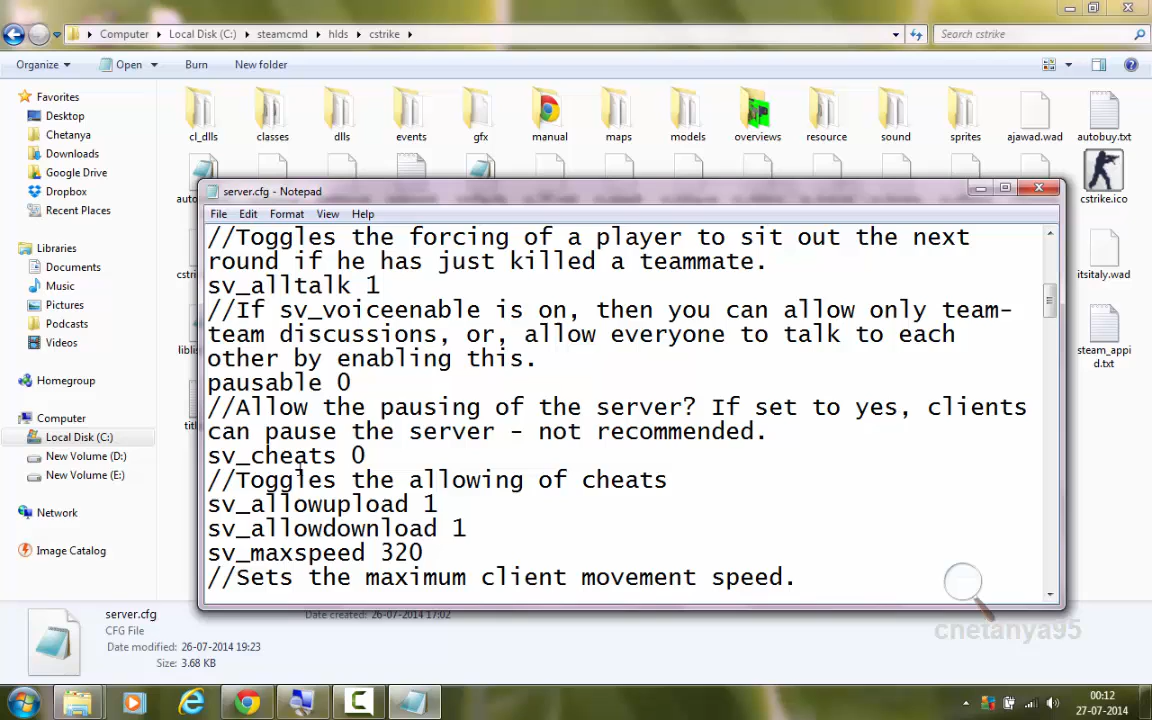 Computer Local Disk (C:) steamcmd hlds cstrike
Search cstrike
Organize Open Burn New folder
Favorites
Desktop
Chetanya
Downloads
Google Drive
Dropbox
Recent Places
Libraries
Documents
Music
Pictures
Podcasts
Videos
Homegroup
Computer
Local Disk (C:)
New Volume (D:)
New Volume (E:)
Network
Image Catalog
cl_dlls classes dlls events gfx manual maps models overviews resource sound sprites ajawad.wad autobuy.txt
cstrike.ico
itsitaly.wad
steam_appi
d.txt
server.cfg - Notepad
File Edit Format View Help
//Toggles the forcing of a player to sit out the next
round if he has just killed a teammate.
sv_alltalk 1
//If sv_voiceenable is on, then you can allow only team-
team discussions, or, allow everyone to talk to each
other by enabling this.
pausable 0
//Allow the pausing of the server? If set to yes, clients
can pause the server - not recommended.
sv_cheats 0
//Toggles the allowing of cheats
sv_allowupload 1
sv_allowdownload 1
sv_maxspeed 320
//Sets the maximum client movement speed.
server.cfg
CFG File
Date modified: 26-07-2014 19:23
Size: 3.68 KB
Date created: 26-07-2014 17:02
cnetanya95
00:12
27-07-2014